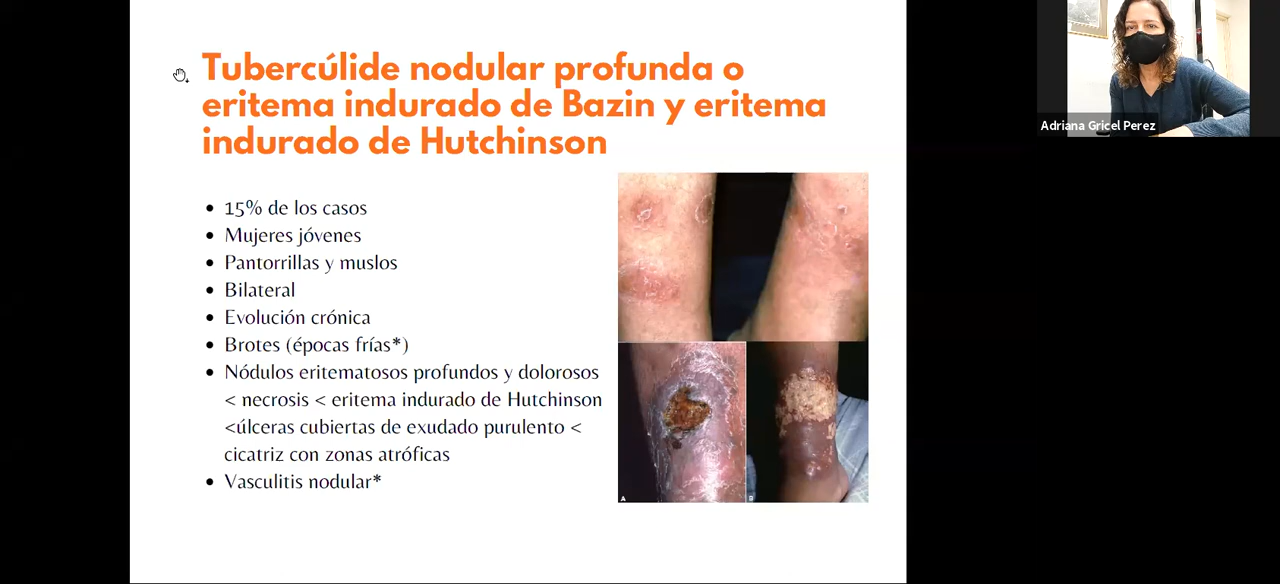 Tubercúlide nodular profunda o
eritema indurado de Bazin y eritema
indurado de Hutchinson
• 15% de los casos
• Mujeres jóvenes
• Pantorrillas y muslos
• Bilateral
• Evolución crónica
• Brotes (épocas frías*)
• Nódulos eritematosos profundos y dolorosos
< necrosis < eritema indurado de Hutchinson
<úlceras cubiertas de exudado purulento <
cicatriz con zonas atróficas
• Vasculitis nodular*
A
B
Adriana Gricel Perez